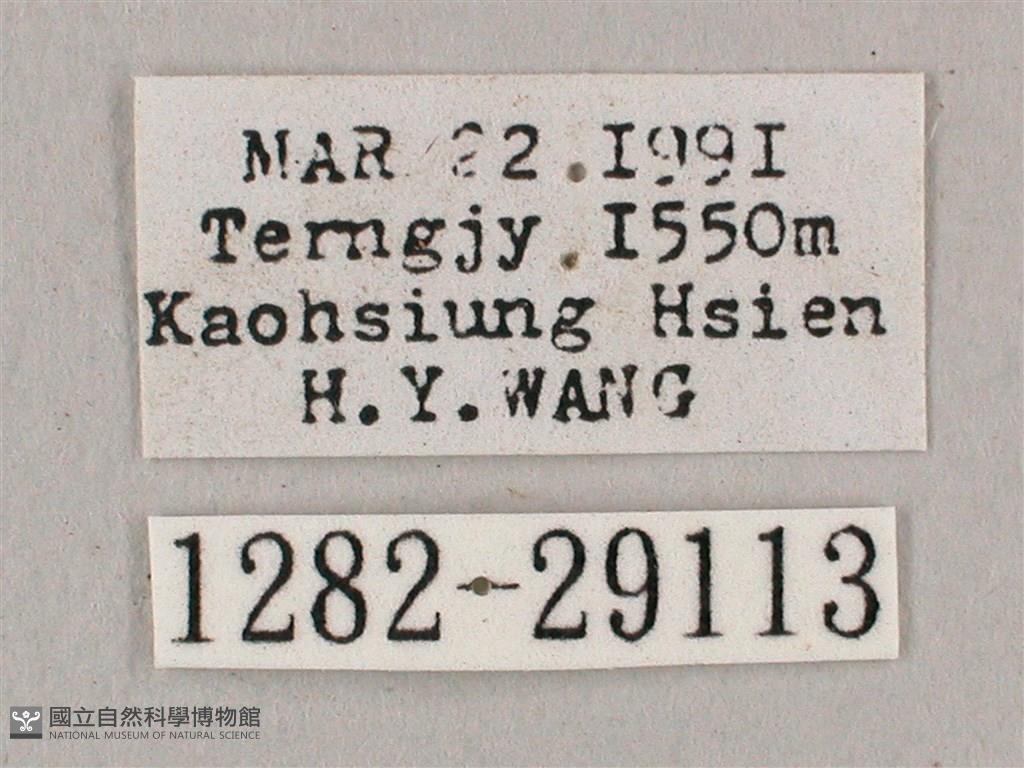 MAR 22.1991
Terngjy.1550m
Kaohsiung Hsien
H.Y.WANG
1282-29113
國立自然科學博物館
NATIONAL MUSEUM OF NATURAL SCIENCE